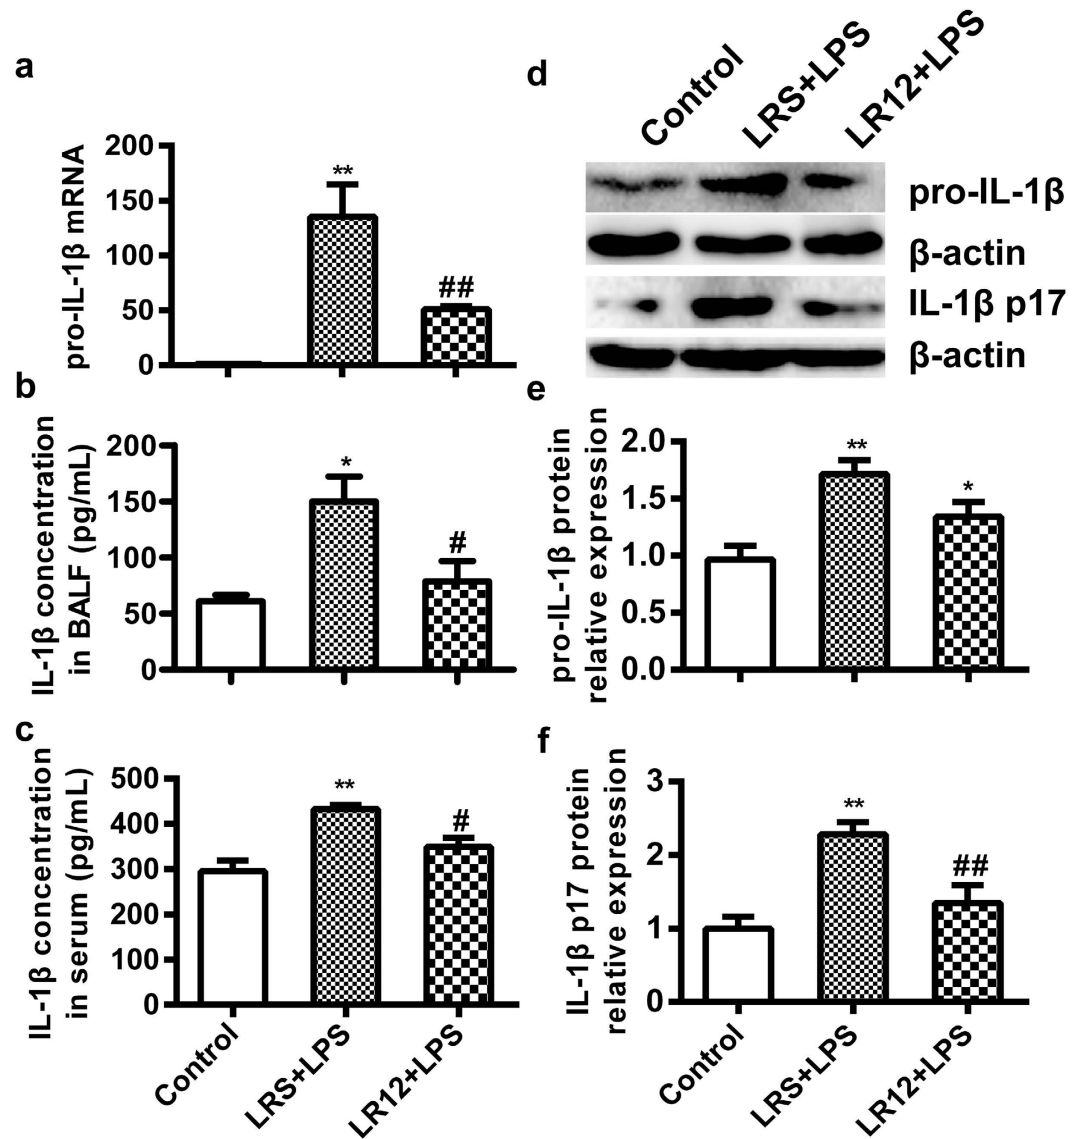 a
pro-IL-1β mRNA
200
150
100
50
0
**
##
b
IL-1β concentration
in BALF (pg/mL)
200
150
100
50
0
*
#
c
IL-1β concentration
in serum (pg/mL)
500
400
300
200
100
0
**
#
Control
LRS+LPS
LR12+LPS
d
Control
LRS+LPS
LR12+LPS
pro-IL-1β
β-actin
IL-1β p17
β-actin
e
pro-IL-1β protein
relative expression
2.0
1.5
1.0
0.5
0.0
**
*
f
IL-1β p17 protein
relative expression
3
2
1
0
**
##
Control
LRS+LPS
LR12+LPS